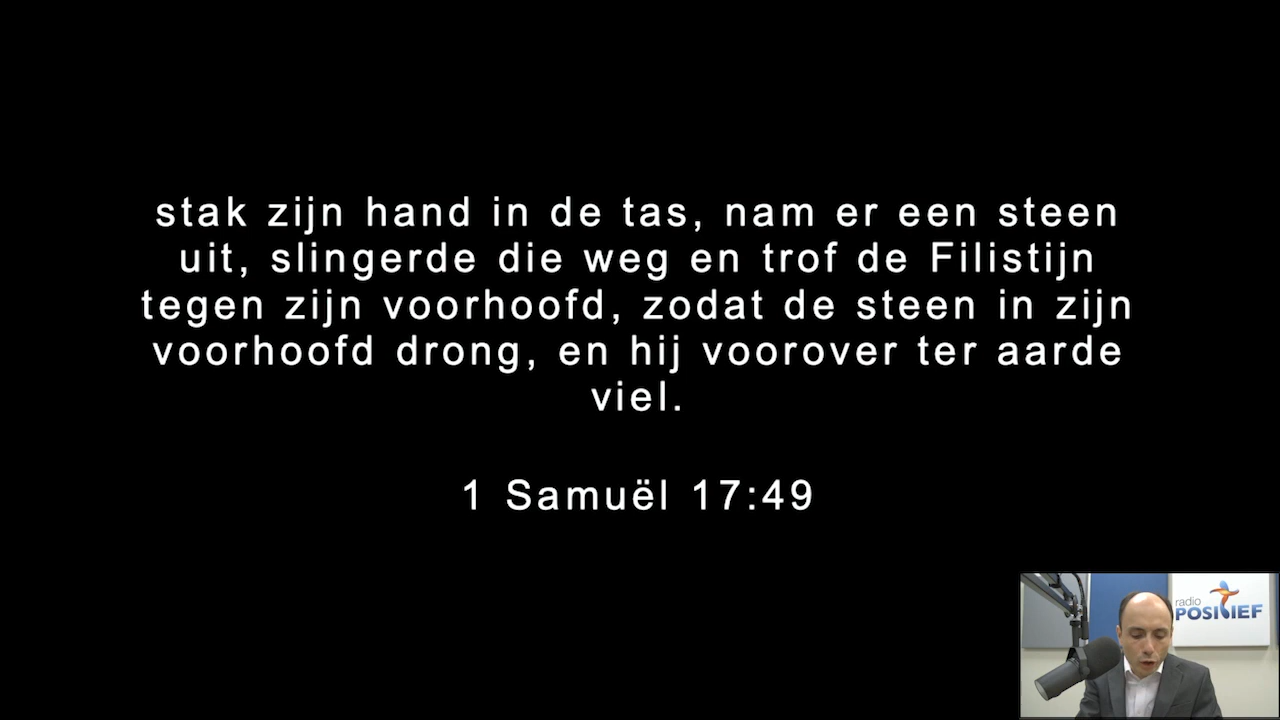 stak zijn hand in de tas, nam er een steen
uit, slingerde die weg en trof de Filistijn
tegen zijn voorhoofd, zodat de steen in zijn
voorhoofd drong, en hij voorover ter aarde
viel.
1 Samuël 17:49
radio
POSITIEF